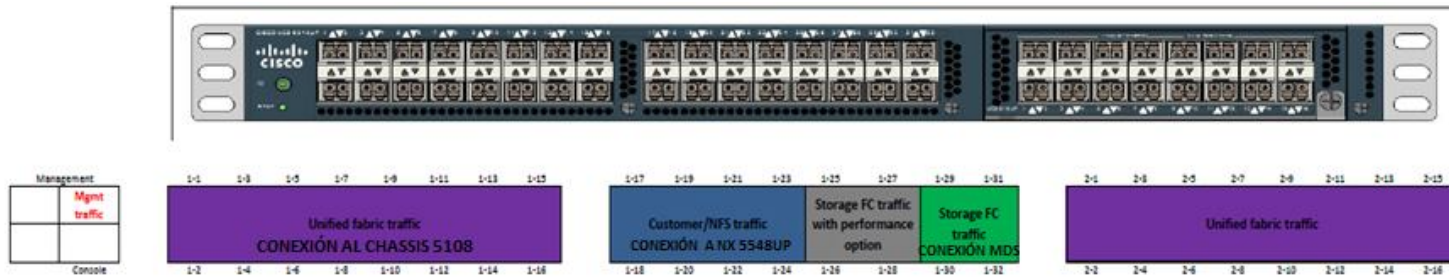 CISCO
Management
Mgmt
traffic
Console
1-1 1-3 1-5 1-7 1-9 1-11 1-13 1-15
Unified fabric traffic
CONEXIÓN AL CHASSIS 5108
1-2 1-4 1-6 1-8 1-10 1-12 1-14 1-16
1-17 1-19 1-21 1-23 1-25 1-27 1-29 1-31
Customer/NFS traffic
CONEXIÓN A NX 5548UP
Storage FC traffic
with performance
option
Storage FC
traffic
CONEXIÓN MDS
1-18 1-20 1-22 1-24 1-26 1-28 1-30 1-32
2-1 2-3 2-5 2-7 2-9 2-11 2-13 2-15
Unified fabric traffic
2-2 2-4 2-6 2-8 2-10 2-12 2-14 2-16